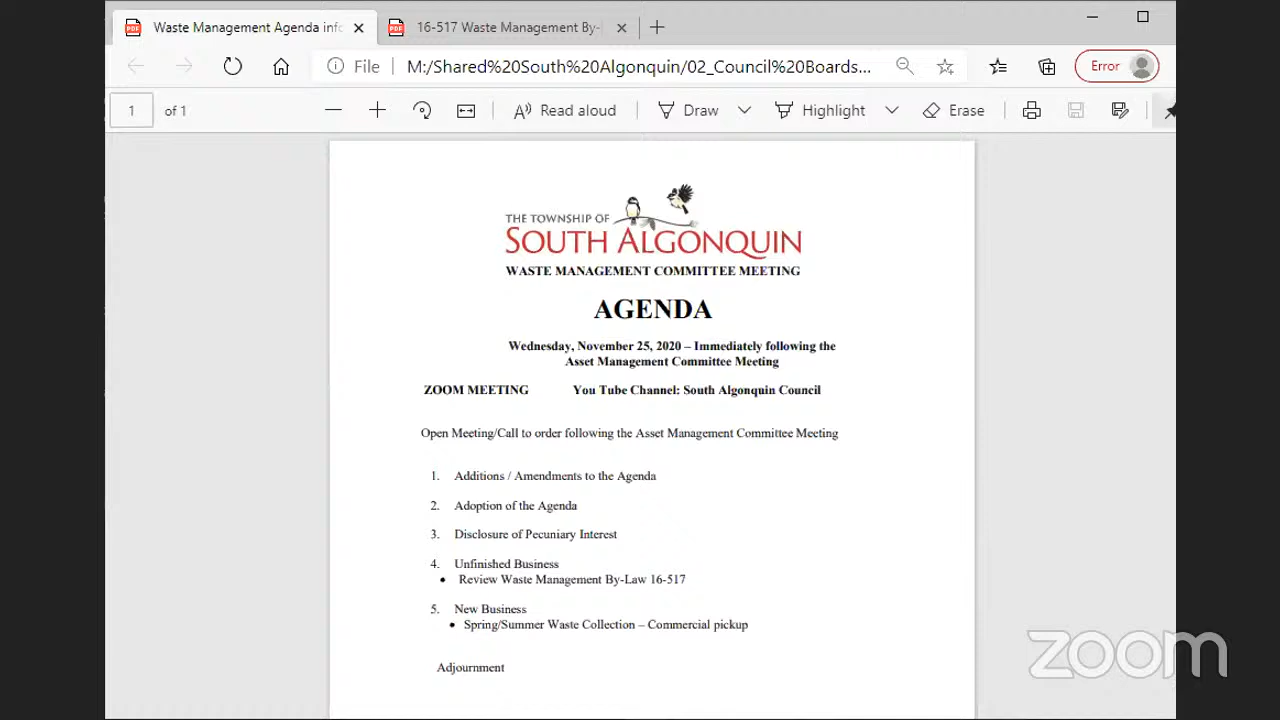 Waste Management Agenda inf
16-517 Waste Management By-
File
M:/Shared%20South%20Algonquin/02_Council%20Boards...
Error
1 of 1
Read aloud
Draw
Highlight
Erase
THE TOWNSHIP OF
SOUTH ALGONQUIN
WASTE MANAGEMENT COMMITTEE MEETING
AGENDA
Wednesday, November 25, 2020 – Immediately following the
Asset Management Committee Meeting
ZOOM MEETING You Tube Channel: South Algonquin Council
Open Meeting/Call to order following the Asset Management Committee Meeting
1. Additions / Amendments to the Agenda
2. Adoption of the Agenda
3. Disclosure of Pecuniary Interest
4. Unfinished Business
• Review Waste Management By-Law 16-517
5. New Business
• Spring/Summer Waste Collection – Commercial pickup
Adjournment
zoom